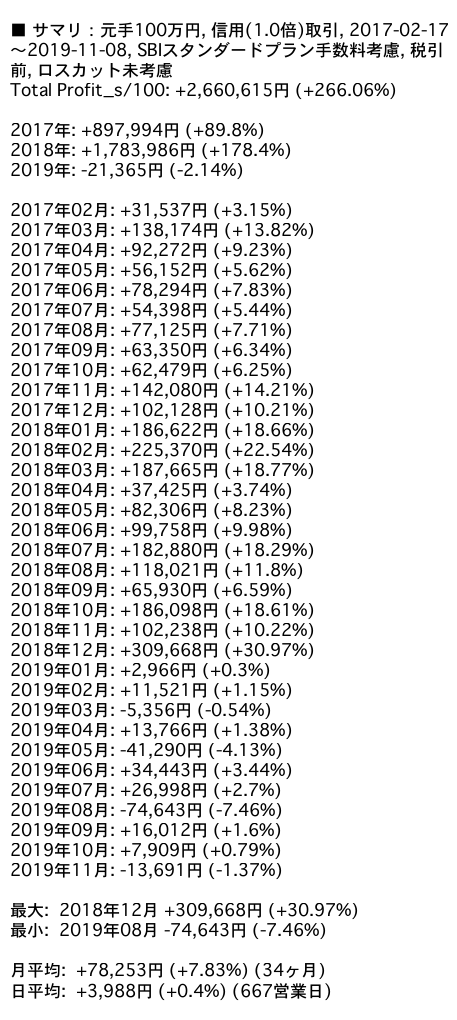 ■ サマリ：元手100万円, 信用(1.0倍)取引, 2017-02-17
～2019-11-08, SBIスタンダードプラン手数料考慮, 税引
前, ロスカット未考慮
Total Profit_s/100: +2,660,615円 (+266.06%)
2017年: +897,994円 (+89.8%)
2018年: +1,783,986円 (+178.4%)
2019年: -21,365円 (-2.14%)
2017年02月: +31,537円 (+3.15%)
2017年03月: +138,174円 (+13.82%)
2017年04月: +92,272円 (+9.23%)
2017年05月: +56,152円 (+5.62%)
2017年06月: +78,294円 (+7.83%)
2017年07月: +54,398円 (+5.44%)
2017年08月: +77,125円 (+7.71%)
2017年09月: +63,350円 (+6.34%)
2017年10月: +62,479円 (+6.25%)
2017年11月: +142,080円 (+14.21%)
2017年12月: +102,128円 (+10.21%)
2018年01月: +186,622円 (+18.66%)
2018年02月: +225,370円 (+22.54%)
2018年03月: +187,665円 (+18.77%)
2018年04月: +37,425円 (+3.74%)
2018年05月: +82,306円 (+8.23%)
2018年06月: +99,758円 (+9.98%)
2018年07月: +182,880円 (+18.29%)
2018年08月: +118,021円 (+11.8%)
2018年09月: +65,930円 (+6.59%)
2018年10月: +186,098円 (+18.61%)
2018年11月: +102,238円 (+10.22%)
2018年12月: +309,668円 (+30.97%)
2019年01月: +2,966円 (+0.3%)
2019年02月: +11,521円 (+1.15%)
2019年03月: -5,356円 (-0.54%)
2019年04月: +13,766円 (+1.38%)
2019年05月: -41,290円 (-4.13%)
2019年06月: +34,443円 (+3.44%)
2019年07月: +26,998円 (+2.7%)
2019年08月: -74,643円 (-7.46%)
2019年09月: +16,012円 (+1.6%)
2019年10月: +7,909円 (+0.79%)
2019年11月: -13,691円 (-1.37%)
最大: 2018年12月 +309,668円 (+30.97%)
最小: 2019年08月 -74,643円 (-7.46%)
月平均: +78,253円 (+7.83%) (34ヶ月)
日平均: +3,988円 (+0.4%) (667営業日)